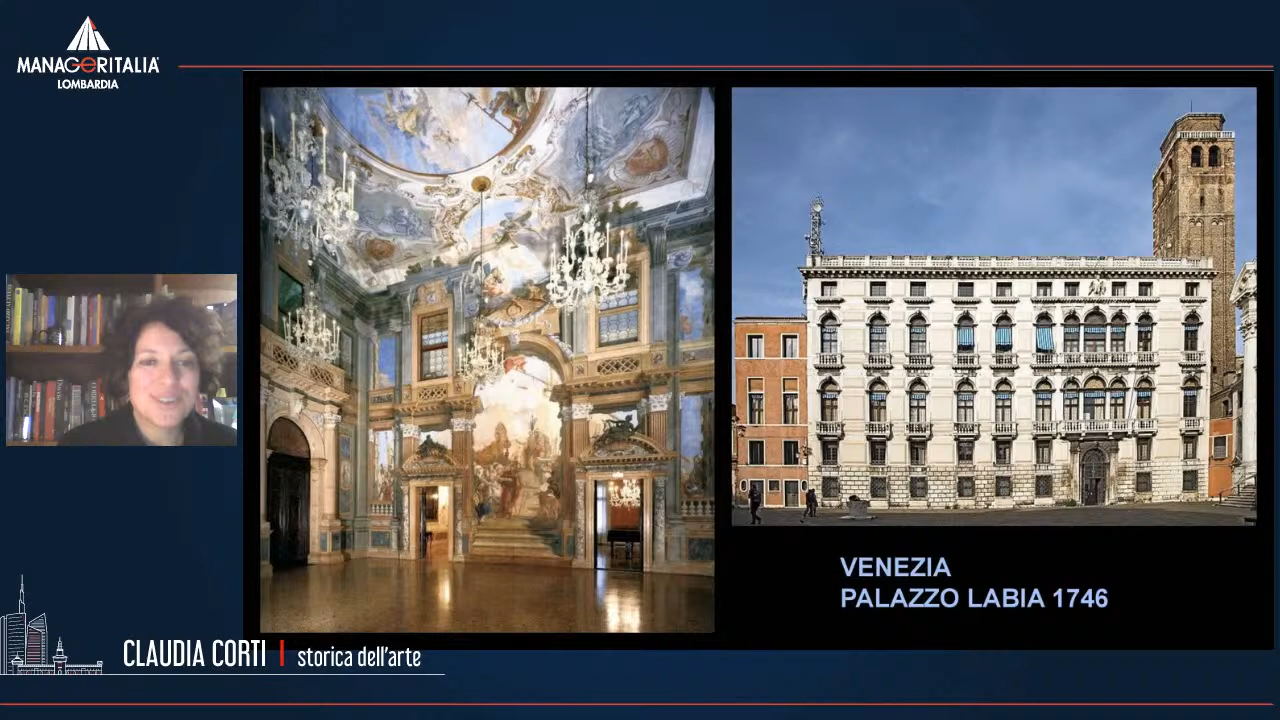 MANAGERITALIA
LOMBARDIA
VENEZIA
PALAZZO LABIA 1746
CLAUDIA CORTI | storica dell'arte